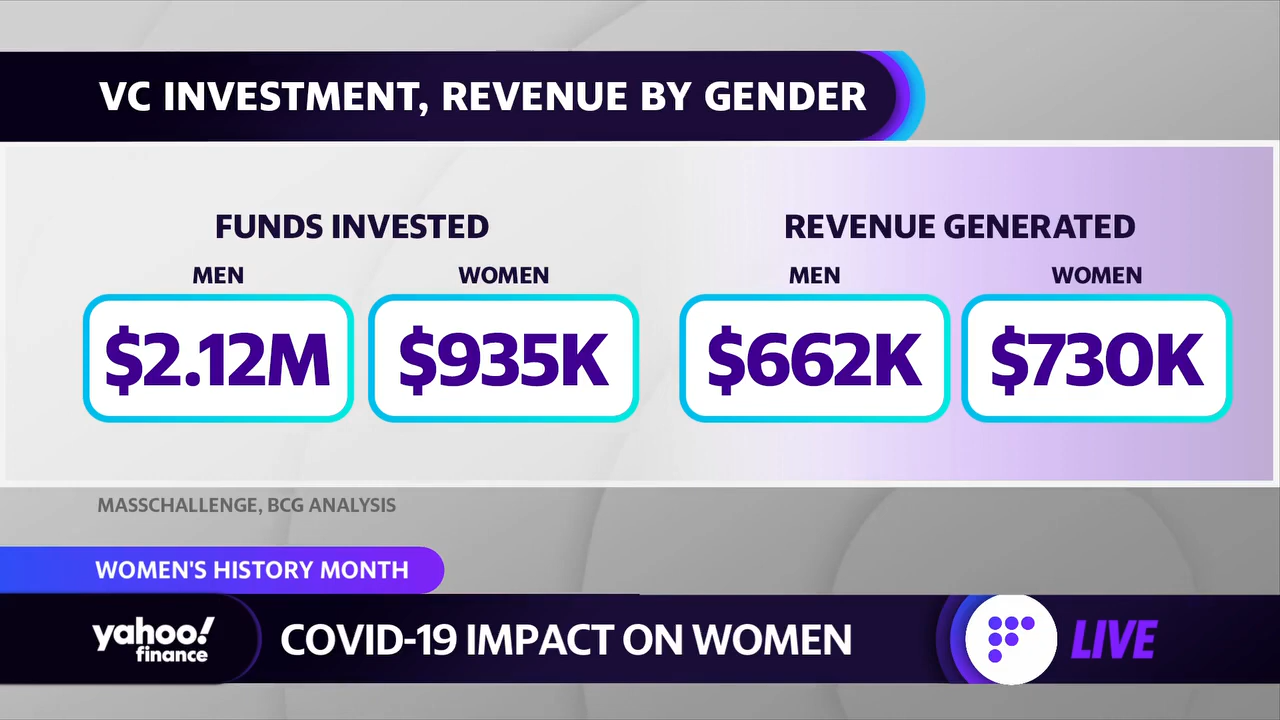 VC INVESTMENT, REVENUE BY GENDER
FUNDS INVESTED
MEN
WOMEN
$2.12M
$935K
REVENUE GENERATED
MEN
WOMEN
$662K
$730K
MASSCHALLENGE, BCG ANALYSIS
WOMEN'S HISTORY MONTH
yahoo!
finance
COVID-19 IMPACT ON WOMEN
LIVE